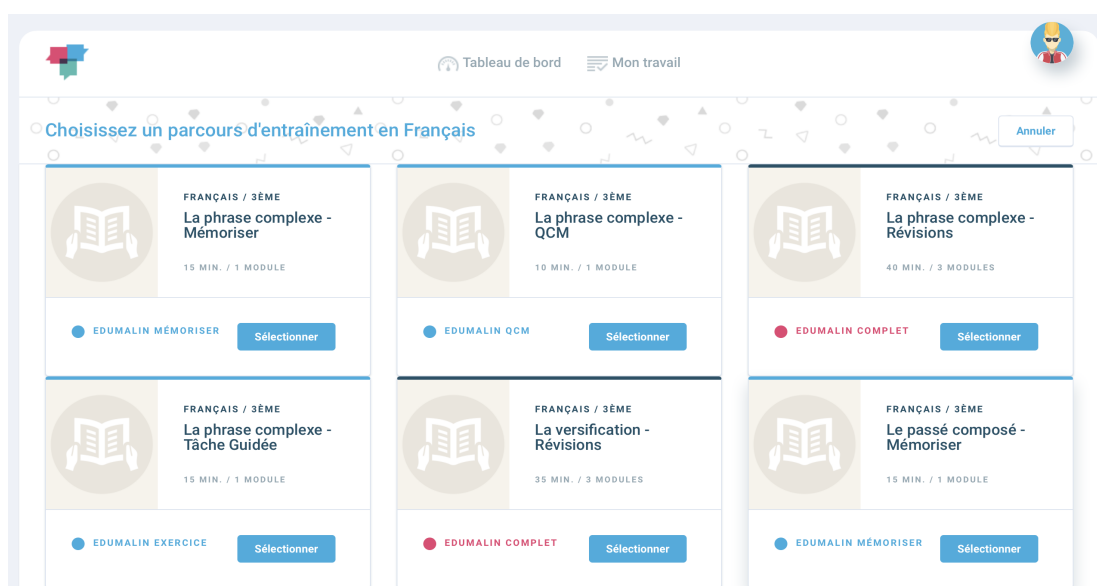 Tableau de bord
Mon travail
Choisissez un parcours d'entraînement en Français
Annuler
FRANÇAIS / 3ÈME
La phrase complexe -
Mémoriser
15 MIN. / 1 MODULE
EDUMALIN MÉMORISER
Sélectionner
FRANÇAIS / 3ÈME
La phrase complexe -
QCM
10 MIN. / 1 MODULE
EDUMALIN QCM
Sélectionner
FRANÇAIS / 3ÈME
La phrase complexe -
Révisions
40 MIN. / 3 MODULES
EDUMALIN COMPLET
Sélectionner
FRANÇAIS / 3ÈME
La phrase complexe -
Tâche Guidée
15 MIN. / 1 MODULE
EDUMALIN EXERCICE
Sélectionner
FRANÇAIS / 3ÈME
La versification -
Révisions
35 MIN. / 3 MODULES
EDUMALIN COMPLET
Sélectionner
FRANÇAIS / 3ÈME
Le passé composé -
Mémoriser
15 MIN. / 1 MODULE
EDUMALIN MÉMORISER
Sélectionner